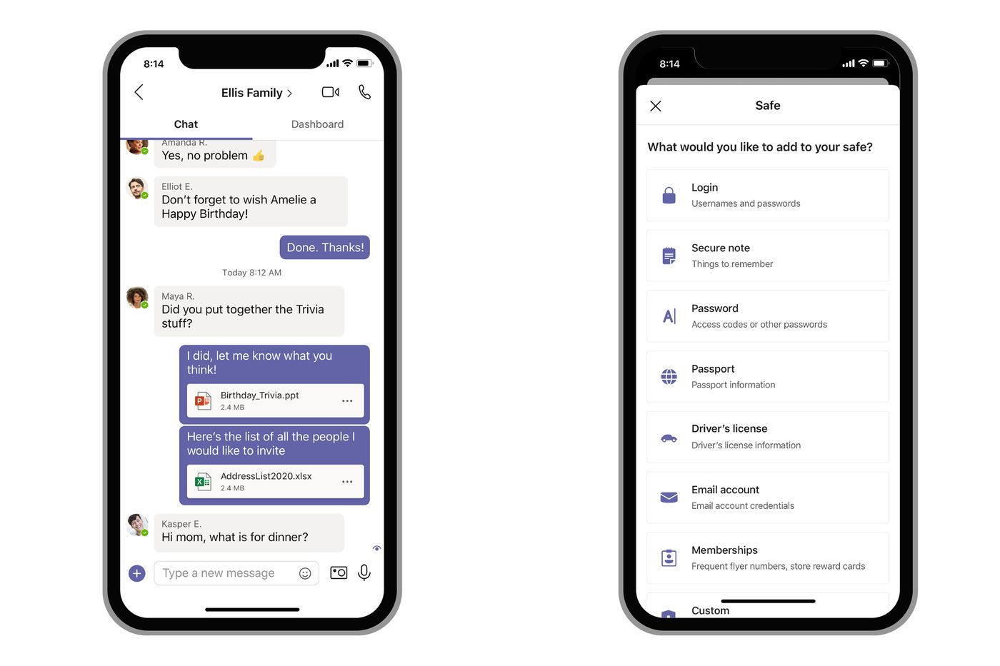 8:14
Ellis Family
Chat
Dashboard
Amanda R.
Yes, no problem 👍
Elliot E.
Don't forget to wish Amelie a
Happy Birthday!
Done. Thanks!
Today 8:12 AM
Maya R.
Did you put together the Trivia
stuff?
I did, let me know what you
think!
P
Birthday_Trivia.ppt
2.4 MB
Here's the list of all the people I
would like to invite
X
AddressList2020.xlsx
2.4 MB
Kasper E.
Hi mom, what is for dinner?
Type a new message
8:14
Safe
What would you like to add to your safe?
Login
Usernames and passwords
Secure note
Things to remember
A
Password
Access codes or other passwords
Passport
Passport information
Driver's license
Driver's license information
Email account
Email account credentials
Memberships
Frequent flyer numbers, store reward cards
Custom